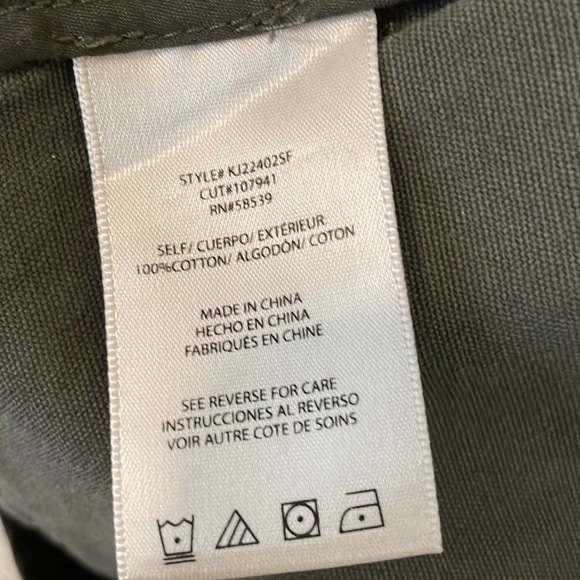 STYLE# KJ22402SF
CUT#107941
RN#58539
SELF/ CUERPO/ EXTÉRIEUR
100%COTTON/ ALGODÓN/ COTON
MADE IN CHINA
HECHO EN CHINA
FABRIQUÉS EN CHINE
SEE REVERSE FOR CARE
INSTRUCCIONES AL REVERSO
VOIR AUTRE COTE DE SOINS